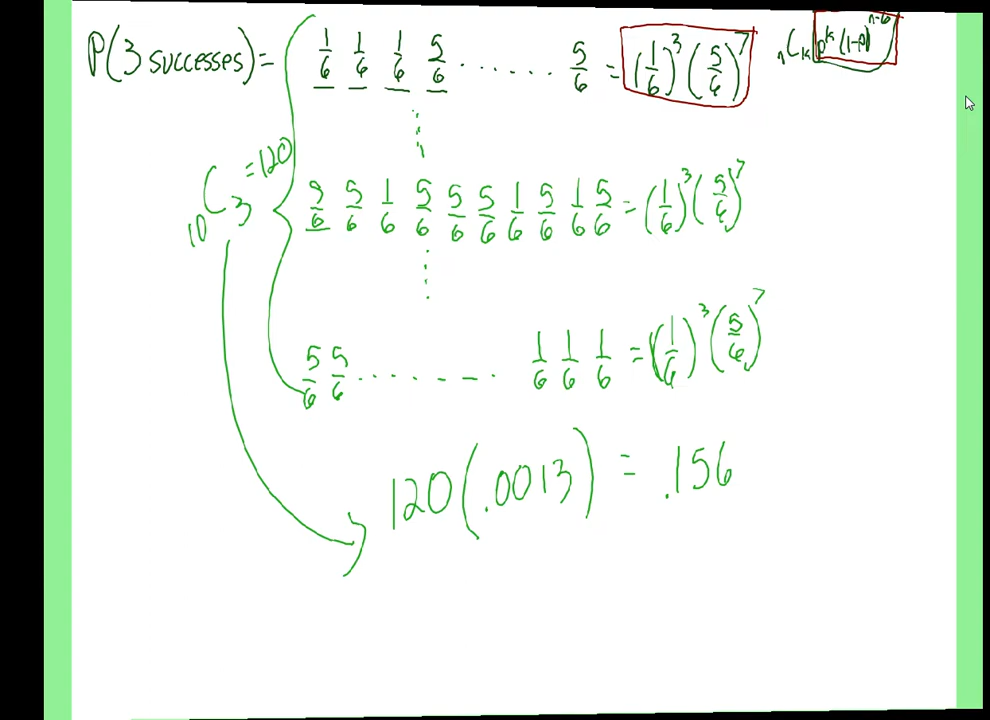 P(3 successes) = 1/6 1/6 1/6 5/6 ...... 5/6 = (1/6)^3 (5/6)^7 nCk p^k (1-p)^n-k
10C3 = 120
5/6 5/6 1/6 5/6 5/6 5/6 1/6 5/6 1/6 5/6 = (1/6)^3 (5/6)^7
5/6 5/6 ..... - - . 1/6 1/6 1/6 = (1/6)^3 (5/6)^7
120(.0013) = .156